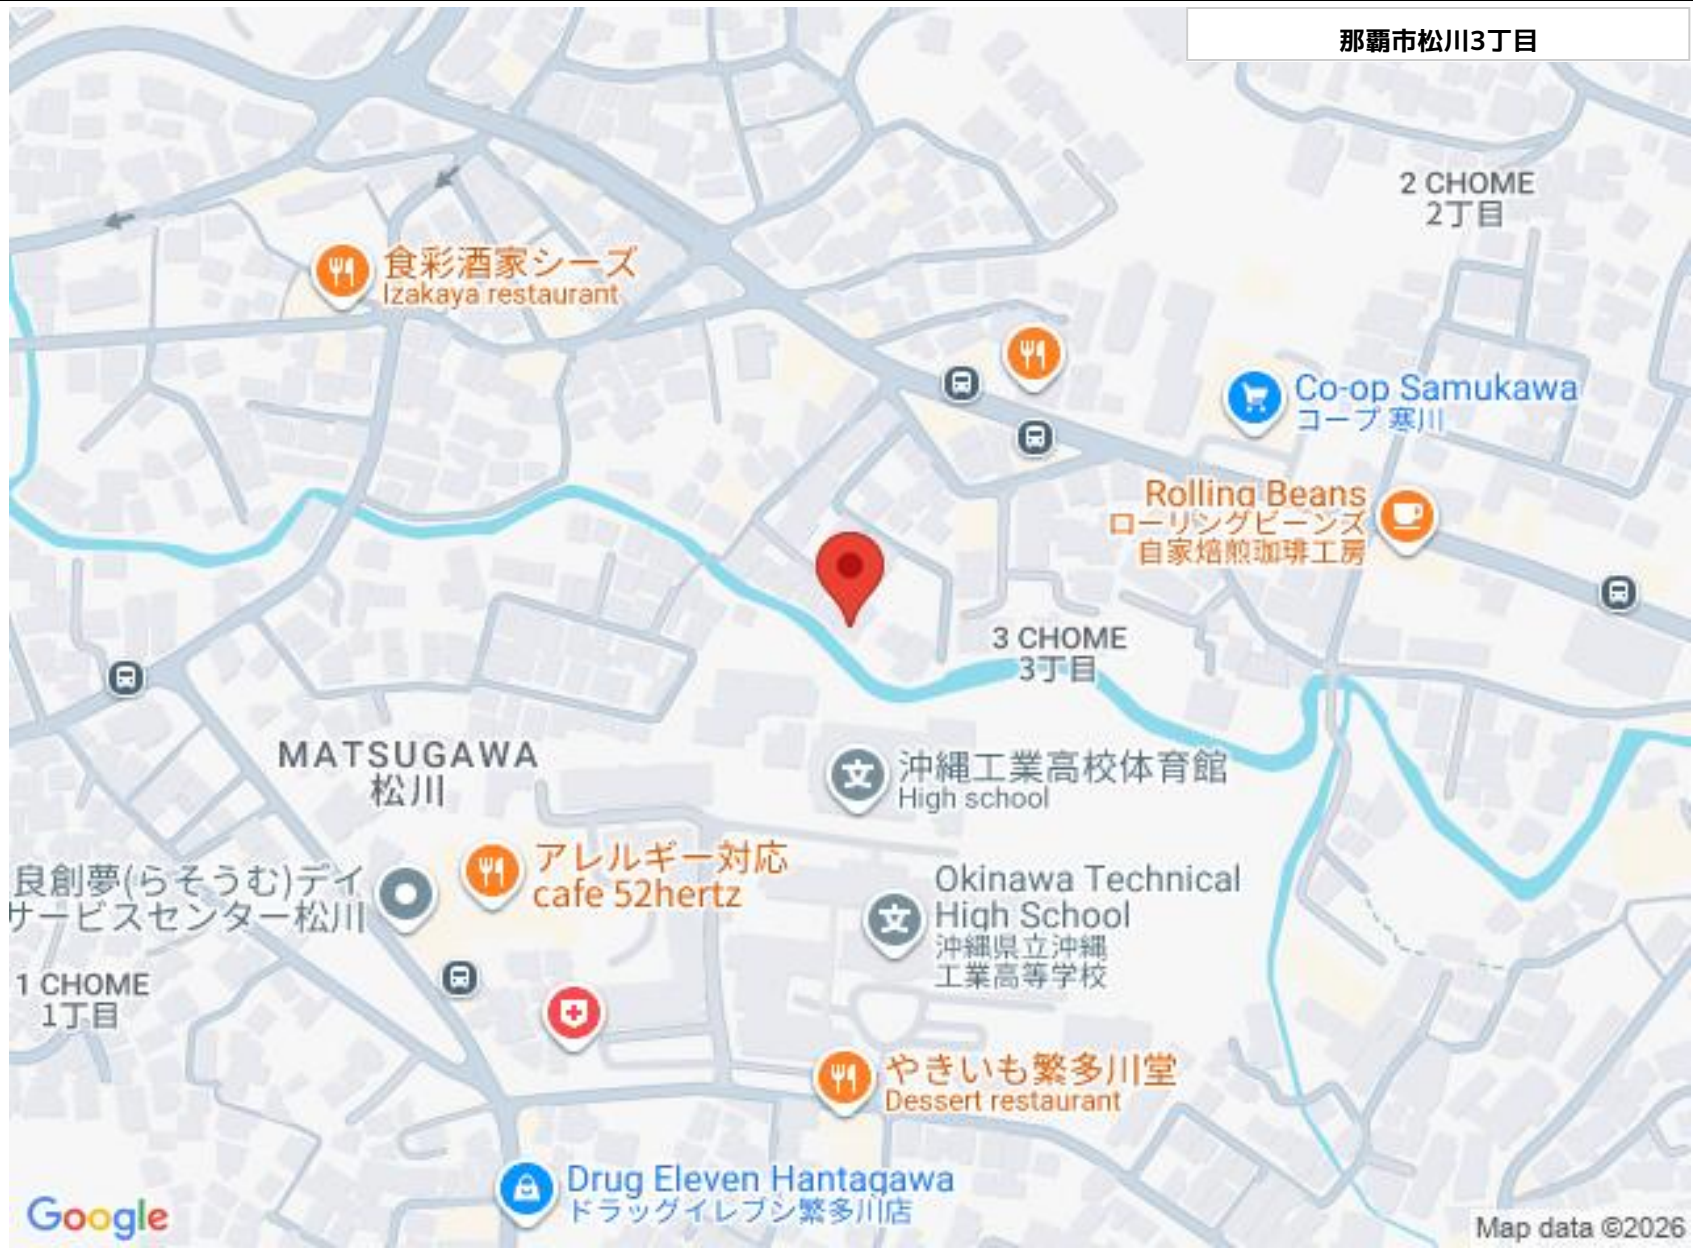 那覇市松川3丁目
2 CHOME
2丁目
食彩酒家シーズ
Izakaya restaurant
Co-op Samukawa
コープ 寒川
Rolling Beans
ローリングビーンズ
自家焙煎珈琲工房
3 CHOME
3丁目
MATSUGAWA
松川
沖縄工業高校体育館
High school
アレルギー対応
cafe 52hertz
良創夢(らそうむ)デイ
サービスセンター松川
Okinawa Technical
High School
沖縄県立沖縄
工業高等学校
1 CHOME
1丁目
やきいも繁多川堂
Dessert restaurant
Drug Eleven Hantagawa
ドラッグイレブン繁多川店
Google
Map data ©2026